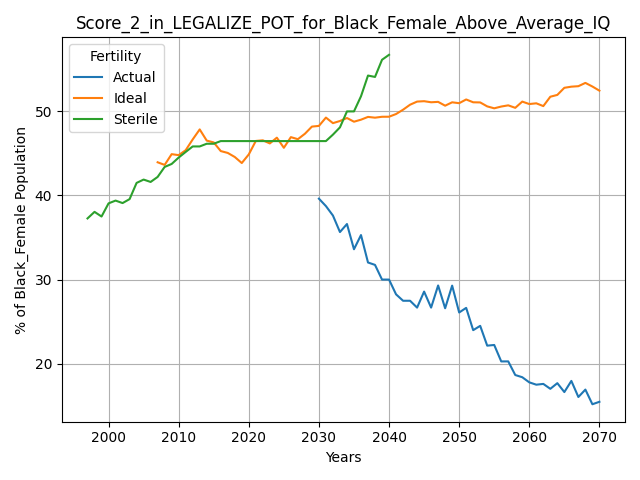 Score_2_in_LEGALIZE_POT_for_Black_Female_Above_Average_IQ
Fertility
Actual
Ideal
Sterile
% of Black_Female Population
50
40
30
20
2000 2010 2020 2030 2040 2050 2060 2070
Years